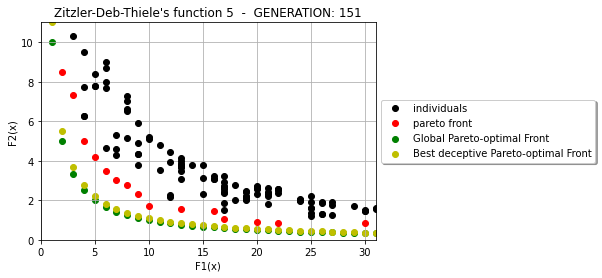 Zitzler-Deb-Thiele's function 5 - GENERATION: 151
10
8
6
4
2
0
F2(x)
0 5 10 15 20 25 30
F1(x)
individuals
pareto front
Global Pareto-optimal Front
Best deceptive Pareto-optimal Front